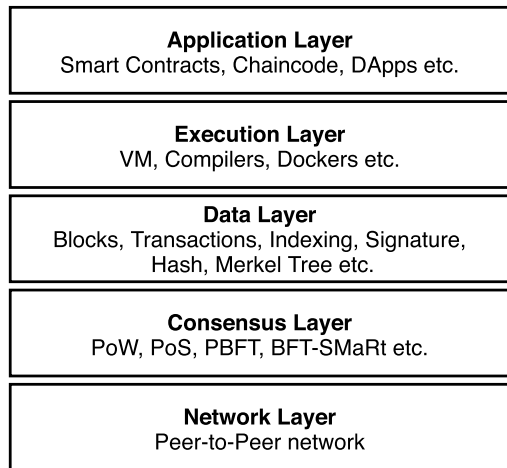 Application Layer
Smart Contracts, Chaincode, DApps etc.
Execution Layer
VM, Compilers, Dockers etc.
Data Layer
Blocks, Transactions, Indexing, Signature,
Hash, Merkel Tree etc.
Consensus Layer
PoW, PoS, PBFT, BFT-SMaRt etc.
Network Layer
Peer-to-Peer network